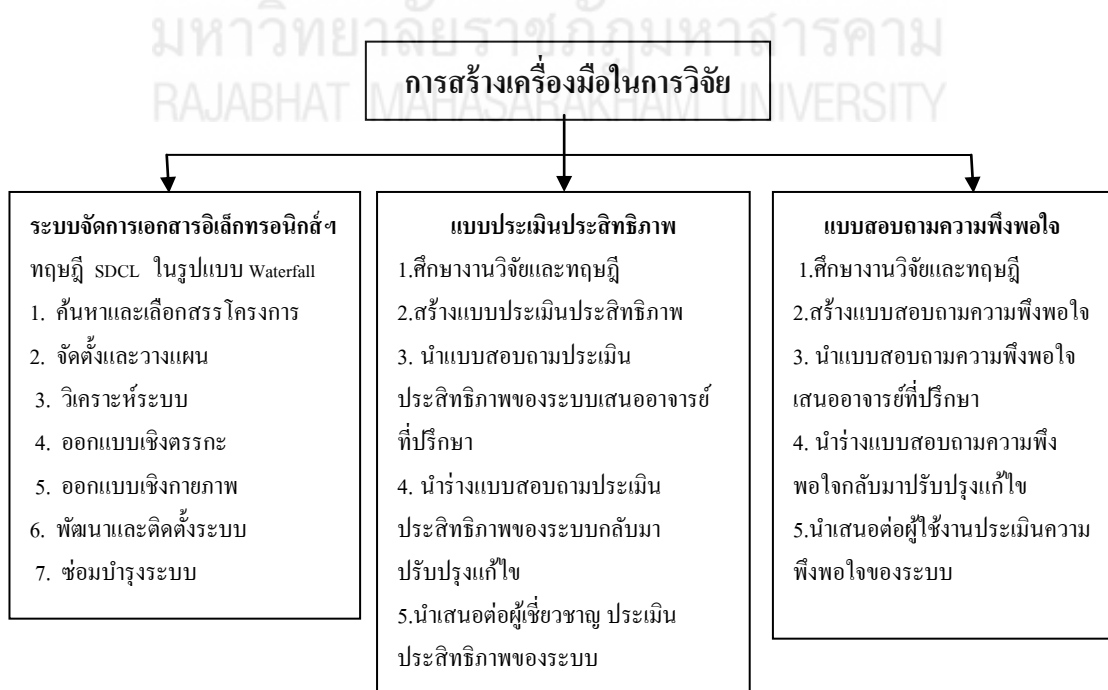 มหาวิทยาลัยราชภัฏมหาสารคาม
RAJABHAT MAHASARAKHAM UNIVERSITY
การสร้างเครื่องมือในการวิจัย
ระบบจัดการเอกสารอิเล็กทรอนิกส์ฯ
ทฤษฎี SDCL ในรูปแบบ Waterfall
1. ค้นหาและเลือกสรรโครงการ
2. จัดตั้งและวางแผน
3. วิเคราะห์ระบบ
4. ออกแบบเชิงตรรกะ
5. ออกแบบเชิงกายภาพ
6. พัฒนาและติดตั้งระบบ
7. ซ่อมบำรุงระบบ
แบบประเมินประสิทธิภาพ
1.ศึกษางานวิจัยและทฤษฎี
2.สร้างแบบประเมินประสิทธิภาพ
3. นำแบบสอบถามประเมิน
ประสิทธิภาพของระบบเสนออาจารย์
ที่ปรึกษา
4. นำร่างแบบสอบถามประเมิน
ประสิทธิภาพของระบบกลับมา
ปรับปรุงแก้ไข
5.นำเสนอต่อผู้เชี่ยวชาญ ประเมิน
ประสิทธิภาพของระบบ
แบบสอบถามความพึงพอใจ
1.ศึกษางานวิจัยและทฤษฎี
2.สร้างแบบสอบถามความพึงพอใจ
3. นำแบบสอบถามความพึงพอใจ
เสนออาจารย์ที่ปรึกษา
4. นำร่างแบบสอบถามความพึง
พอใจกลับมาปรับปรุงแก้ไข
5.นำเสนอต่อผู้ใช้งานประเมินความ
พึงพอใจของระบบ